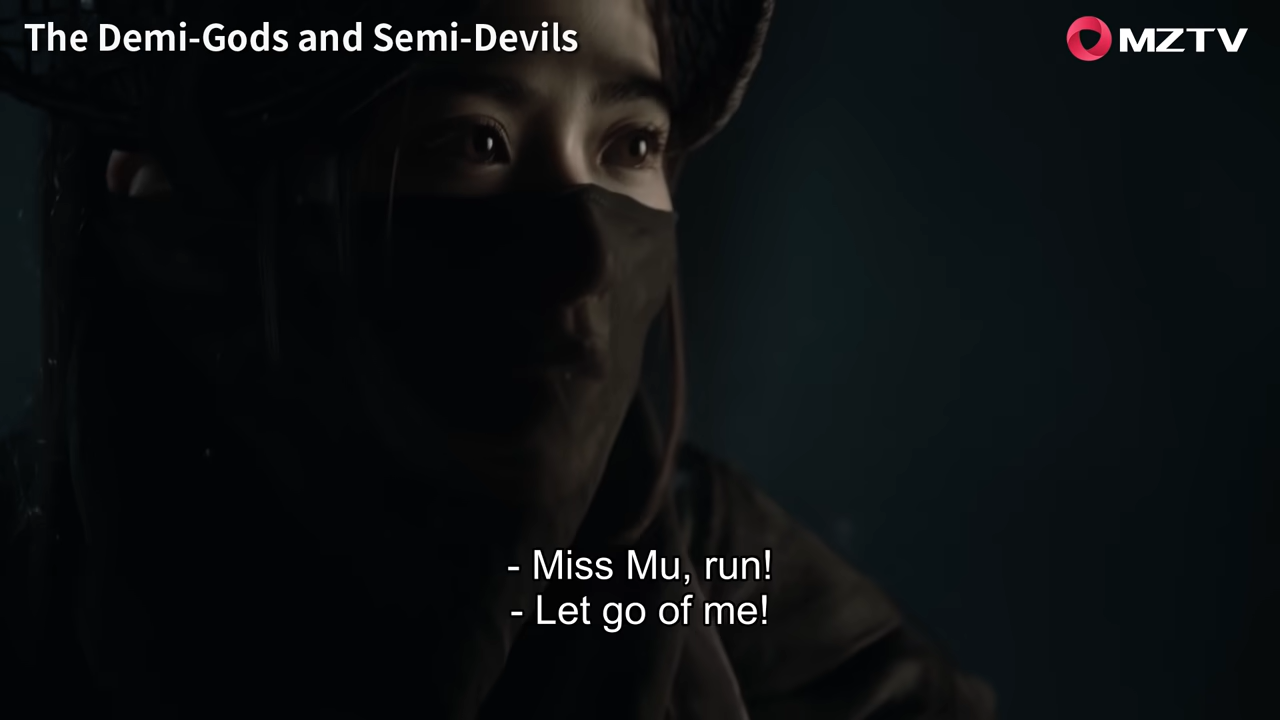 The Demi-Gods and Semi-Devils
MZTV
- Miss Mu, run!
- Let go of me!